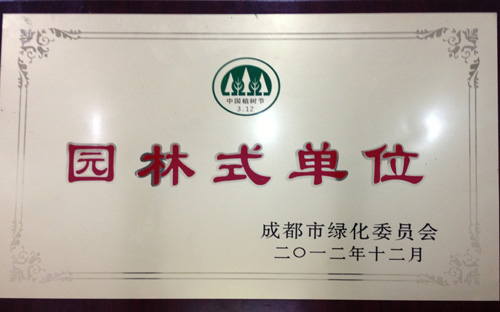 中国植树节
3.12
园林式单位
成都市绿化委员会
二〇一二年十二月